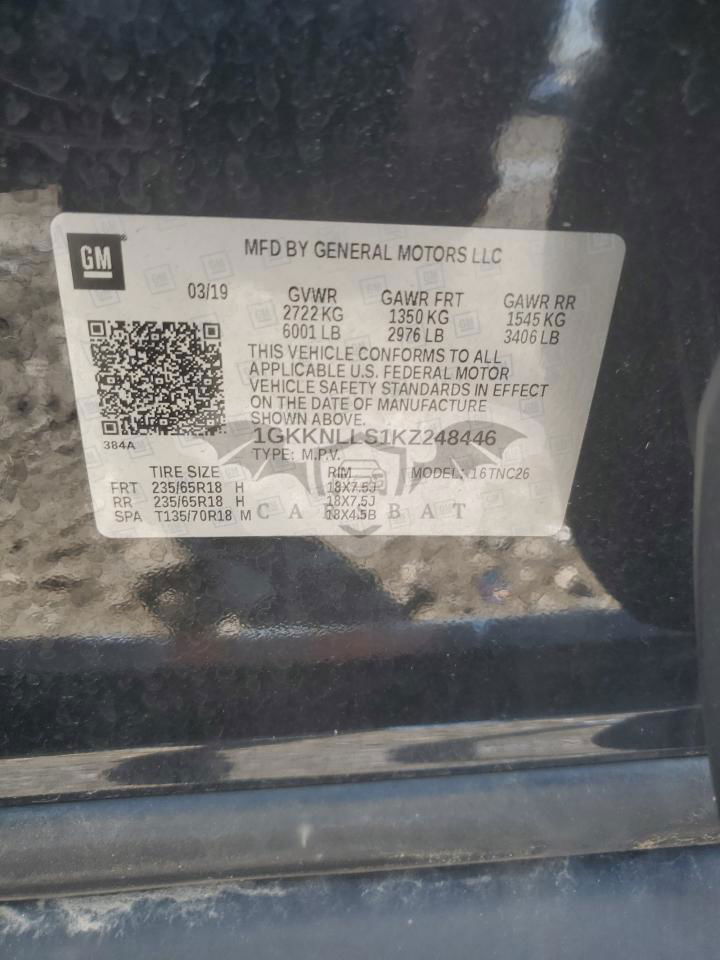 GM
MFD BY GENERAL MOTORS LLC
03/19 GVWR GAWR FRT GAWR RR
2722 KG 1350 KG 1545 KG
6001 LB 2976 LB 3406 LB
THIS VEHICLE CONFORMS TO ALL
APPLICABLE U.S. FEDERAL MOTOR
VEHICLE SAFETY STANDARDS IN EFFECT
ON THE DATE OF MANUFACTURE
SHOWN ABOVE.
384A
1GKKNLLS1KZ248446
TYPE: M.P.V. MODEL: 16TNC26
TIRE SIZE RIM
FRT 235/65R18 H 18X7.5J
RR 235/65R18 H 18X7.5J
SPA T135/70R18 M 18X4.5B